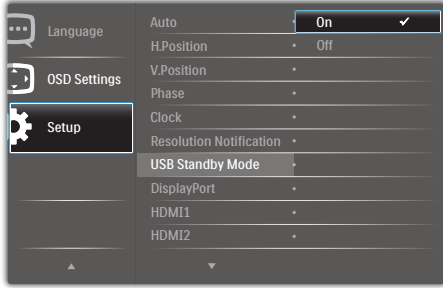 Language
OSD Settings
Setup
Auto
H.Position
V.Position
Phase
Clock
Resolution Notification
USB Standby Mode
DisplayPort
HDMI1
HDMI2
On
Off